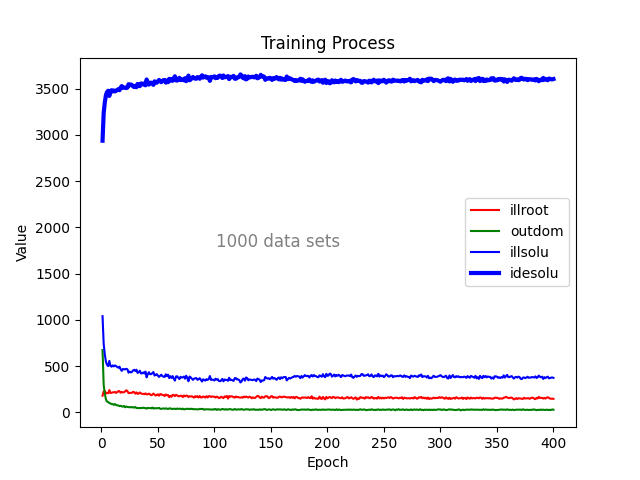 Training Process
Value
3500
3000
2500
2000
1500
1000
500
0
1000 data sets
illroot
outdom
illsolu
idesolu
0 50 100 150 200 250 300 350 400
Epoch